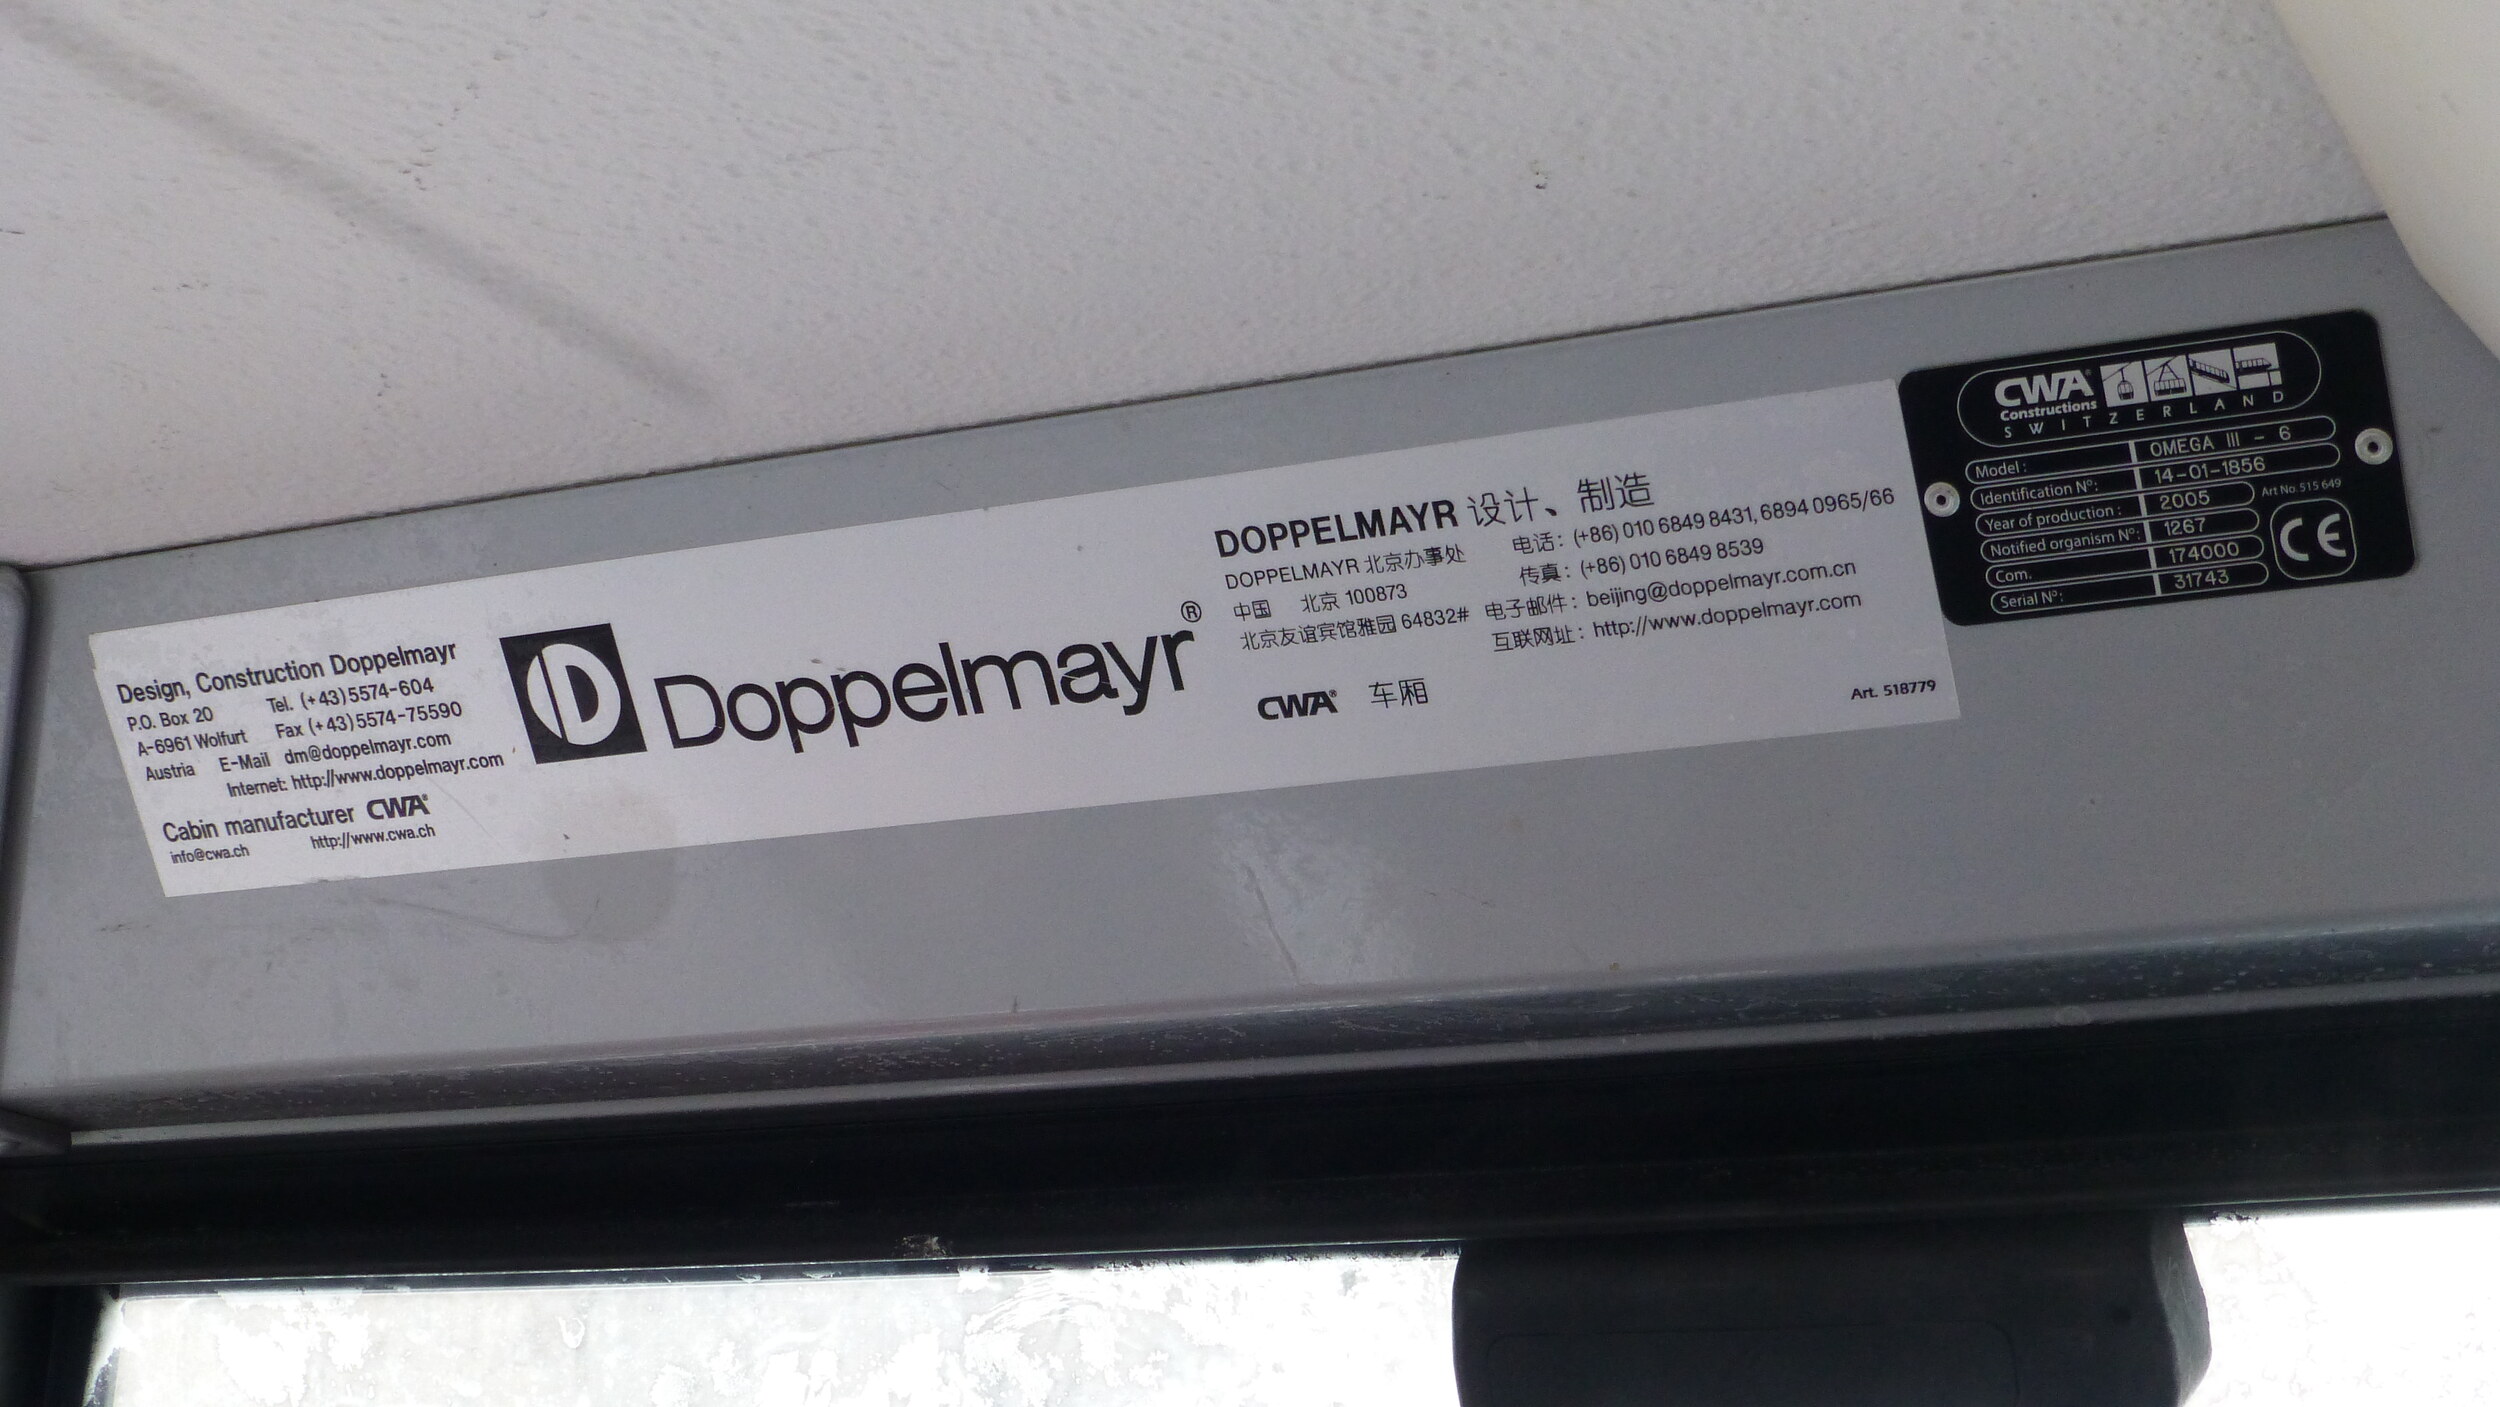 Design, Construction Doppelmayr
P.O. Box 20 Tel. (+43)5574-604
A-6961 Wolfurt Fax (+43)5574-75590
Austria E-Mail dm@doppelmayr.com
Internet: http://www.doppelmayr.com
Cabin manufacturer CWA®
info@cwa.ch http://www.cwa.ch
Doppelmayr®
DOPPELMAYR 设计、制造
DOPPELMAYR 北京办事处 电话: (+86) 010 6849 8431, 6894 0965/66
中国 北京 100873 传真: (+86) 010 6849 8539
北京友谊宾馆雅园 64832# 电子邮件: beijing@doppelmayr.com.cn
互联网址: http://www.doppelmayr.com
CWA® 车厢
Art. 518779
CWA®
Constructions
SWITZERLAND
Model: OMEGA III - 6
Identification Nº: 14-01-1856
Year of production: 2005 Art No. 515 649
Notified organism Nº: 1267
Com. 174000
Serial Nº: 31743
CE